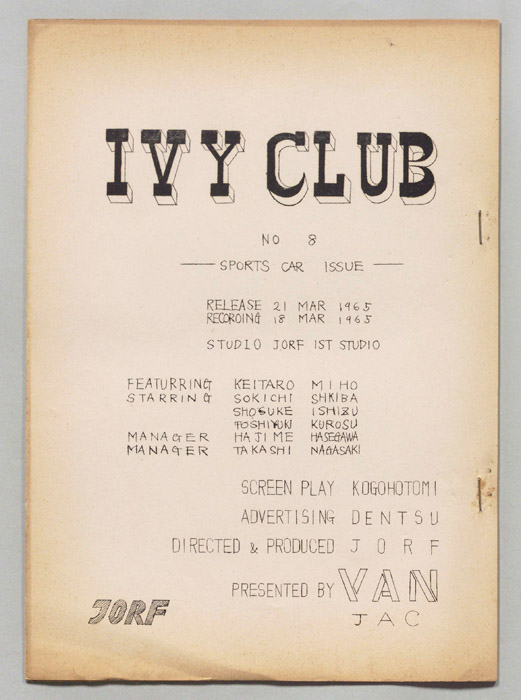 IVY CLUB
NO 8
SPORTS CAR ISSUE
RELEASE 21 MAR 1965
RECORDING 18 MAR 1965
STUDIO JORF 1ST STUDIO
FEATURRING KEITARO MIHO
STARRING SOKICHI SHKIBA
SHOSUKE ISHIZU
TOSHIYUKI KUROSU
MANAGER HAJIME HASEGAWA
MANAGER TAKASHI NAGASAKI
SCREEN PLAY KOGOHOTOMI
ADVERTISING DENTSU
DIRECTED & PRODUCED JORF
PRESENTED BY VAN
JAC
JORF